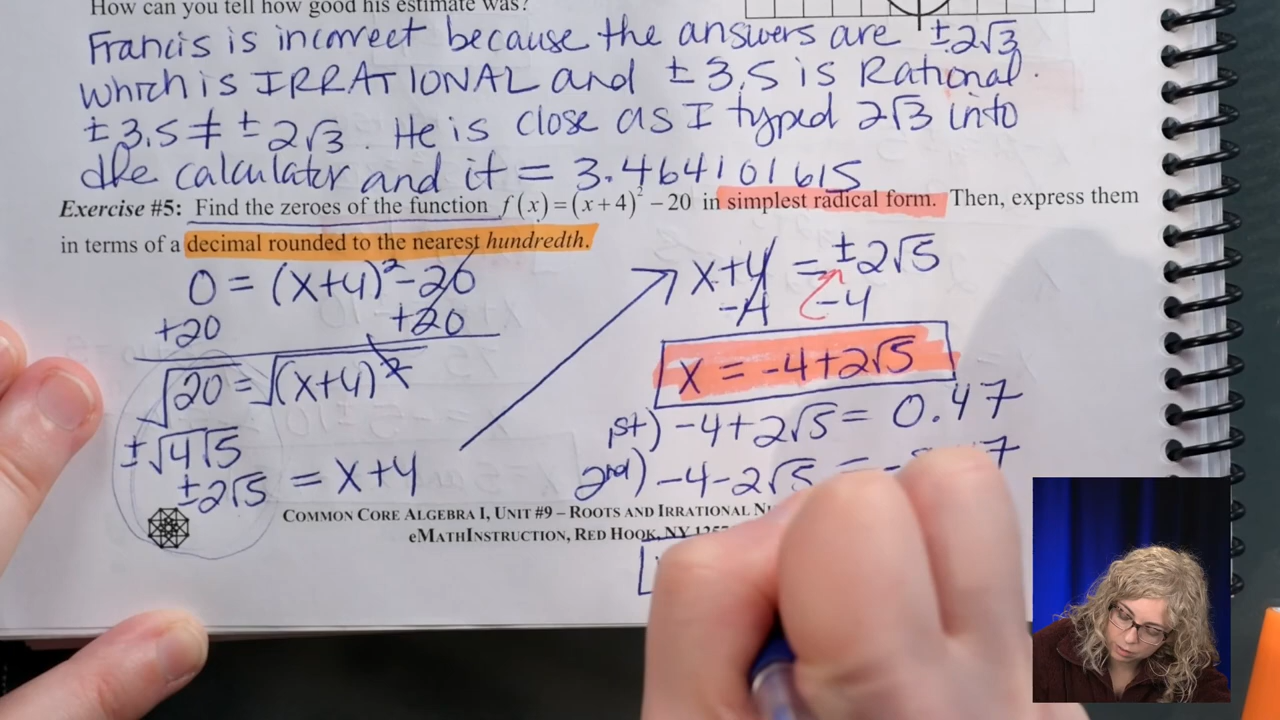 How can you tell how good his estimate was?
Francis is incorrect because the answers are ±2√3
which is IRRATIONAL and ±3.5 is Rational.
±3.5 ≠ ±2√3. He is close as I typed 2√3 into
the calculator and it = 3.464101615
Exercise #5: Find the zeroes of the function f(x)=(x+4)²−20 in simplest radical form. Then, express them
in terms of a decimal rounded to the nearest hundredth.
0 = (x+4)²-20
+20 +20
√20 = √(x+4)²
±√4√5
±2√5 = x+4
x+4 = ±2√5
-4 -4
x = -4+2√5
1st) -4+2√5 = 0.47
2nd) -4-2√5 =
COMMON CORE ALGEBRA I, UNIT #9 – ROOTS AND IRRATIONAL
EMATHINSTRUCTION, RED HOOK, NY